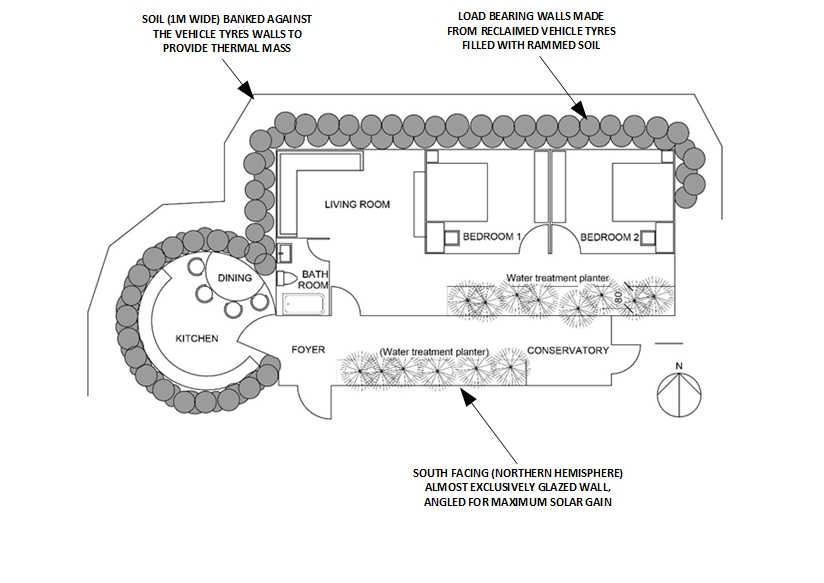 SOIL (1M WIDE) BANKED AGAINST
THE VEHICLE TYRES WALLS TO
PROVIDE THERMAL MASS
LOAD BEARING WALLS MADE
FROM RECLAIMED VEHICLE TYRES
FILLED WITH RAMMED SOIL
LIVING ROOM
BEDROOM 1
BEDROOM 2
DINING
BATH
ROOM
Water treatment planter
80
KITCHEN
FOYER
(Water treatment planter)
CONSERVATORY
N
SOUTH FACING (NORTHERN HEMISPHERE)
ALMOST EXCLUSIVELY GLAZED WALL,
ANGLED FOR MAXIMUM SOLAR GAIN